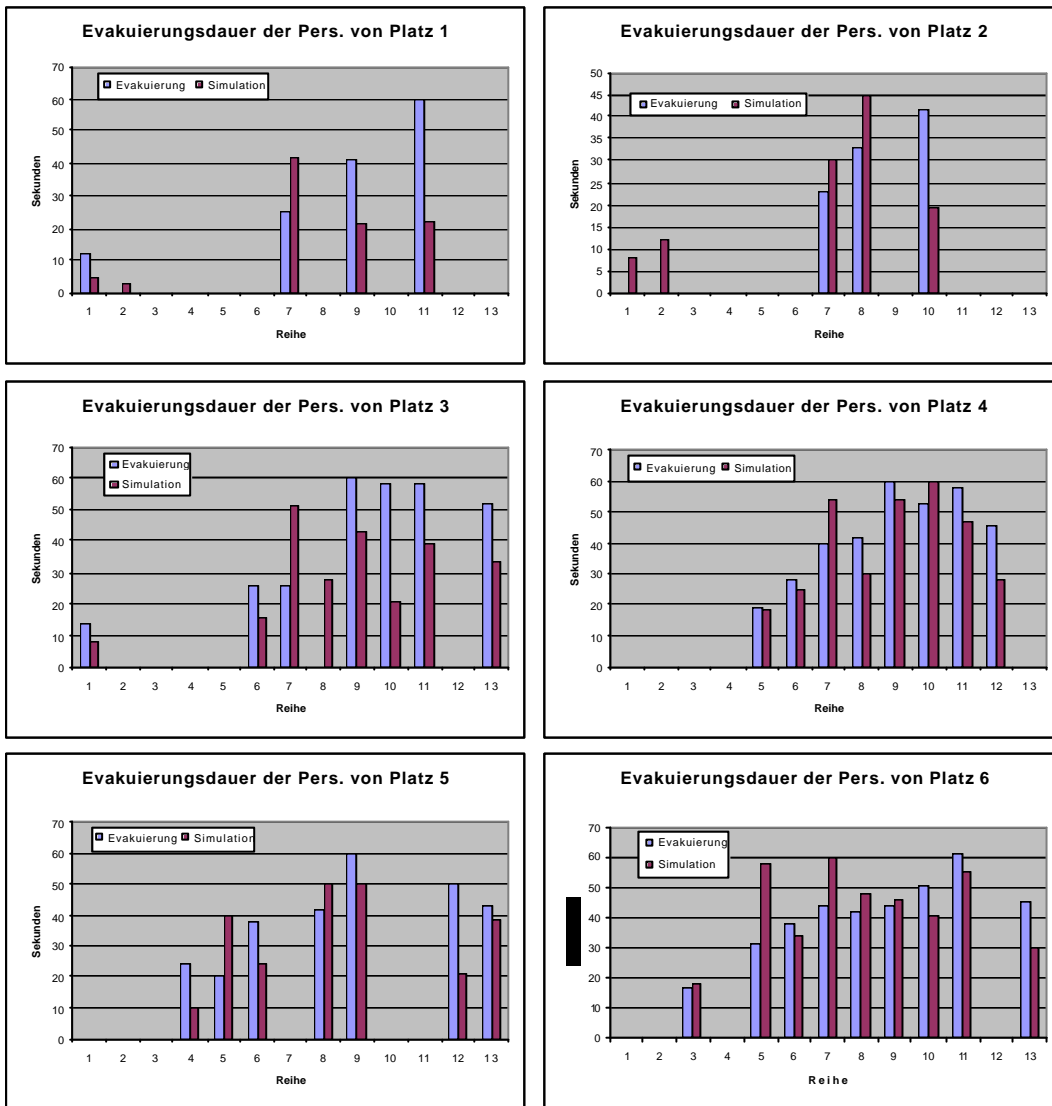 Evakuierungsdauer der Pers. von Platz 1
70
60
50
40
30
20
10
0
Sekunden
Evakuierung Simulation
1 2 3 4 5 6 7 8 9 10 11 12 13
Reihe
Evakuierungsdauer der Pers. von Platz 2
50
45
40
35
30
25
20
15
10
5
0
Sekunden
Evakuierung Simulation
1 2 3 4 5 6 7 8 9 10 11 12 13
Reihe
Evakuierungsdauer der Pers. von Platz 3
70
60
50
40
30
20
10
0
Sekunden
Evakuierung
Simulation
1 2 3 4 5 6 7 8 9 10 11 12 13
Reihe
Evakuierungsdauer der Pers. von Platz 4
70
60
50
40
30
20
10
0
Sekunden
Evakuierung Simulation
1 2 3 4 5 6 7 8 9 10 11 12 13
Reihe
Evakuierungsdauer der Pers. von Platz 5
70
60
50
40
30
20
10
0
Sekunden
Evakuierung Simulation
1 2 3 4 5 6 7 8 9 10 11 12 13
Reihe
Evakuierungsdauer der Pers. von Platz 6
70
60
50
40
30
20
10
0
Evakuierung
Simulation
1 2 3 4 5 6 7 8 9 10 11 12 13
Reihe